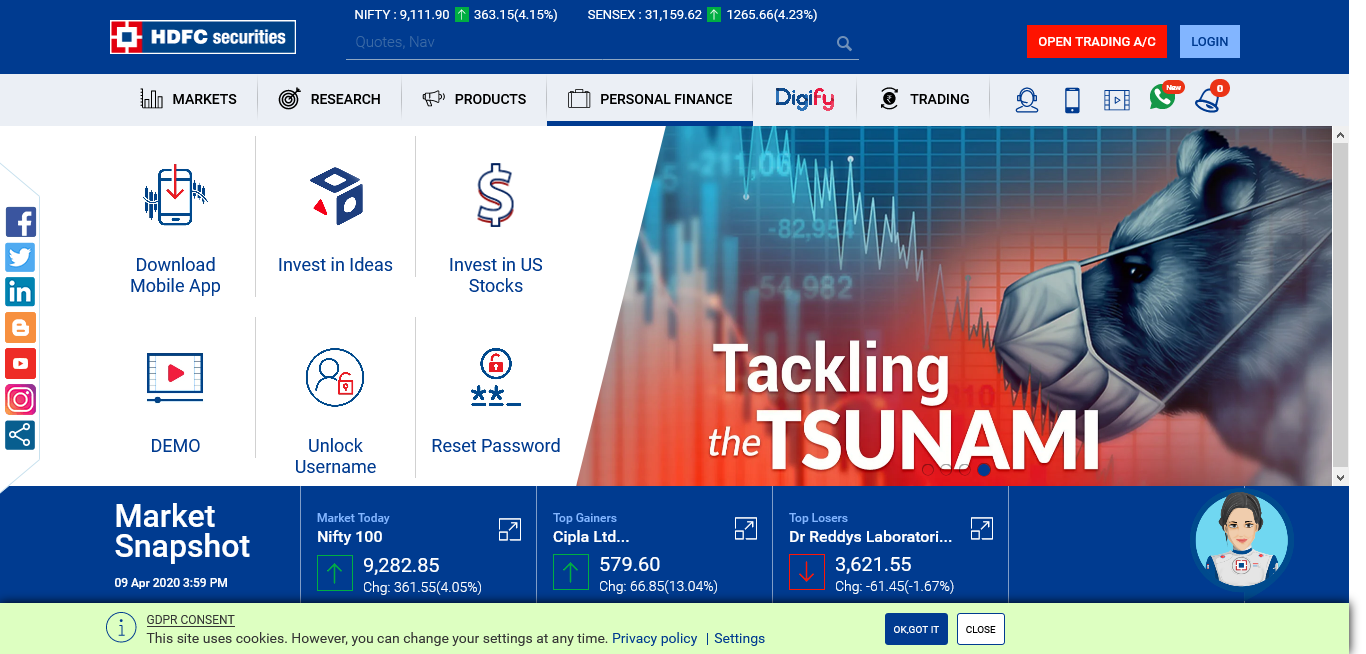 NIFTY : 9,111.90 363.15(4.15%) SENSEX : 31,159.62 1265.66(4.23%)
HDFC securities
Quotes, Nav
OPEN TRADING A/C
LOGIN
MARKETS
RESEARCH
PRODUCTS
PERSONAL FINANCE
Digify
TRADING
New
0
Download
Mobile App
Invest in Ideas
Invest in US
Stocks
DEMO
Unlock
Username
Reset Password
-211,06
-82,954
-54,982
Tackling
the TSUNAMI
Market
Snapshot
09 Apr 2020 3:59 PM
Market Today
Nifty 100
9,282.85
Chg: 361.55(4.05%)
Top Gainers
Cipla Ltd...
579.60
Chg: 66.85(13.04%)
Top Losers
Dr Reddys Laboratori...
3,621.55
Chg: -61.45(-1.67%)
GDPR CONSENT
This site uses cookies. However, you can change your settings at any time. Privacy policy | Settings
OK,GOT IT
CLOSE